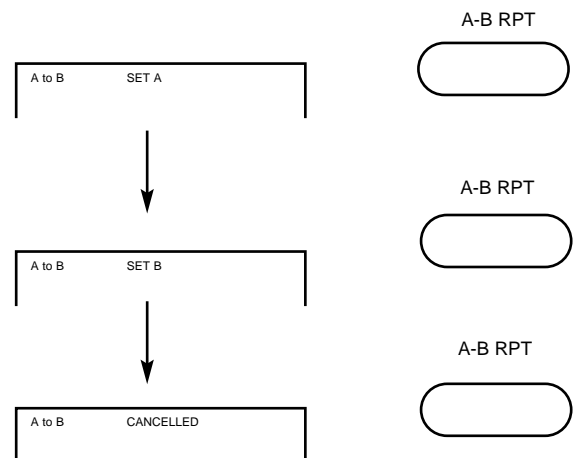 A-B RPT
A to B SET A
A-B RPT
A to B SET B
A-B RPT
A to B CANCELLED